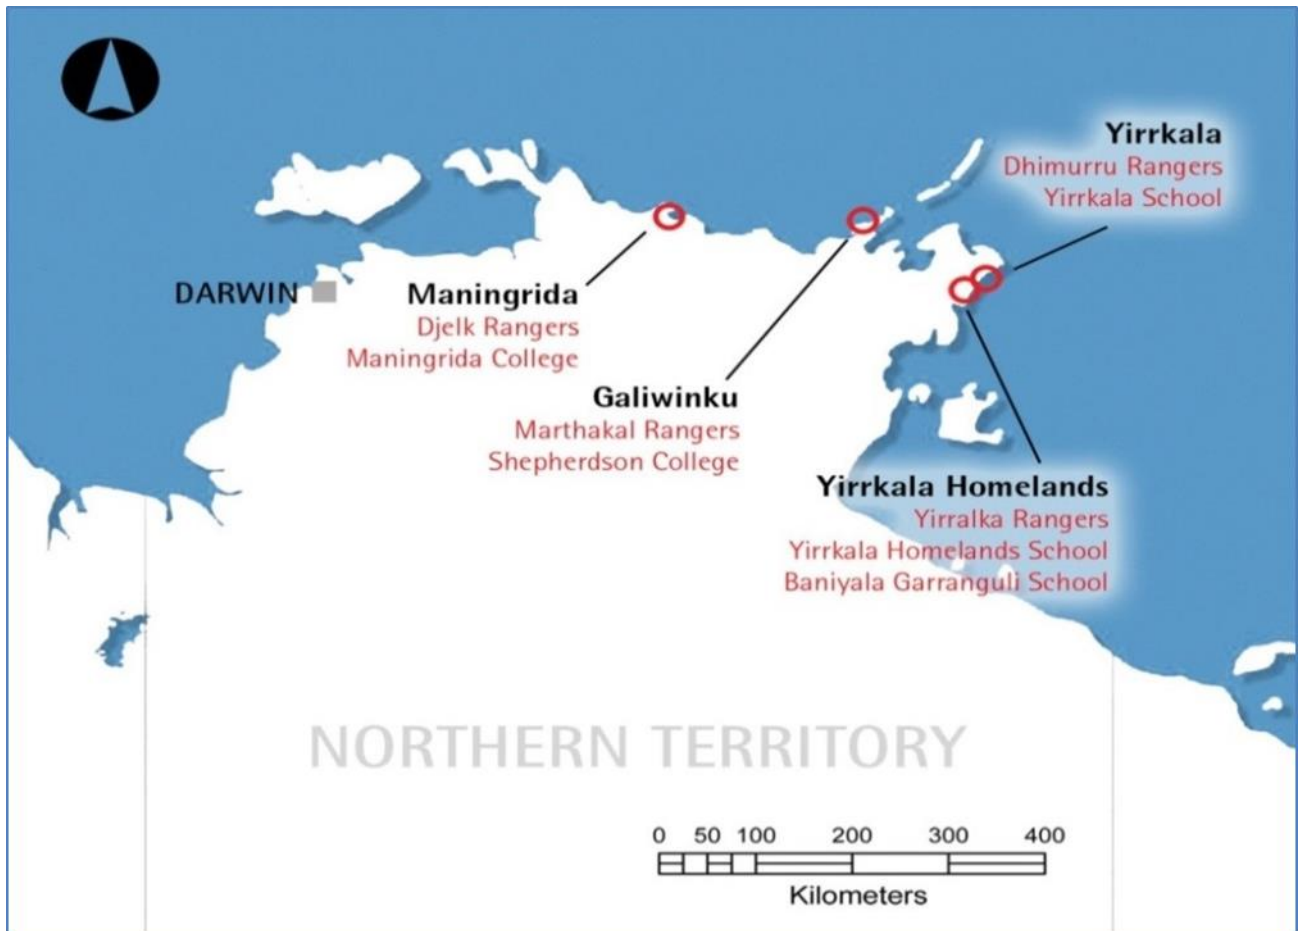 Yirrkala
Dhimurru Rangers
Yirrkala School
DARWIN
Maningrida
Djelk Rangers
Maningrida College
Galiwinku
Marthakal Rangers
Shepherdson College
Yirrkala Homelands
Yirralka Rangers
Yirrkala Homelands School
Baniyala Garranguli School
NORTHERN TERRITORY
0 50 100 200 300 400
Kilometers